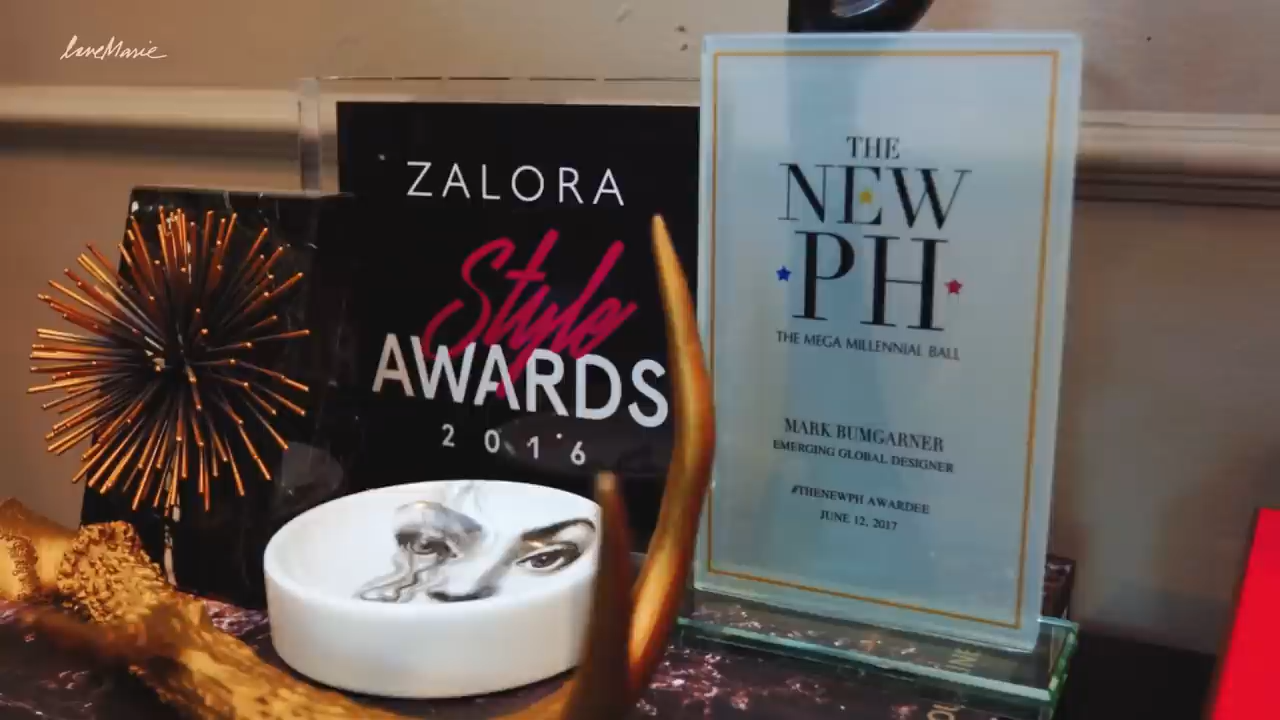 loveMarie
ZALORA
Style
AWARDS
2016
THE
NEW
PH
THE MEGA MILLENNIAL BALL
MARK BUMGARNER
EMERGING GLOBAL DESIGNER
#THENEWPH AWARDEE
JUNE 12, 2017